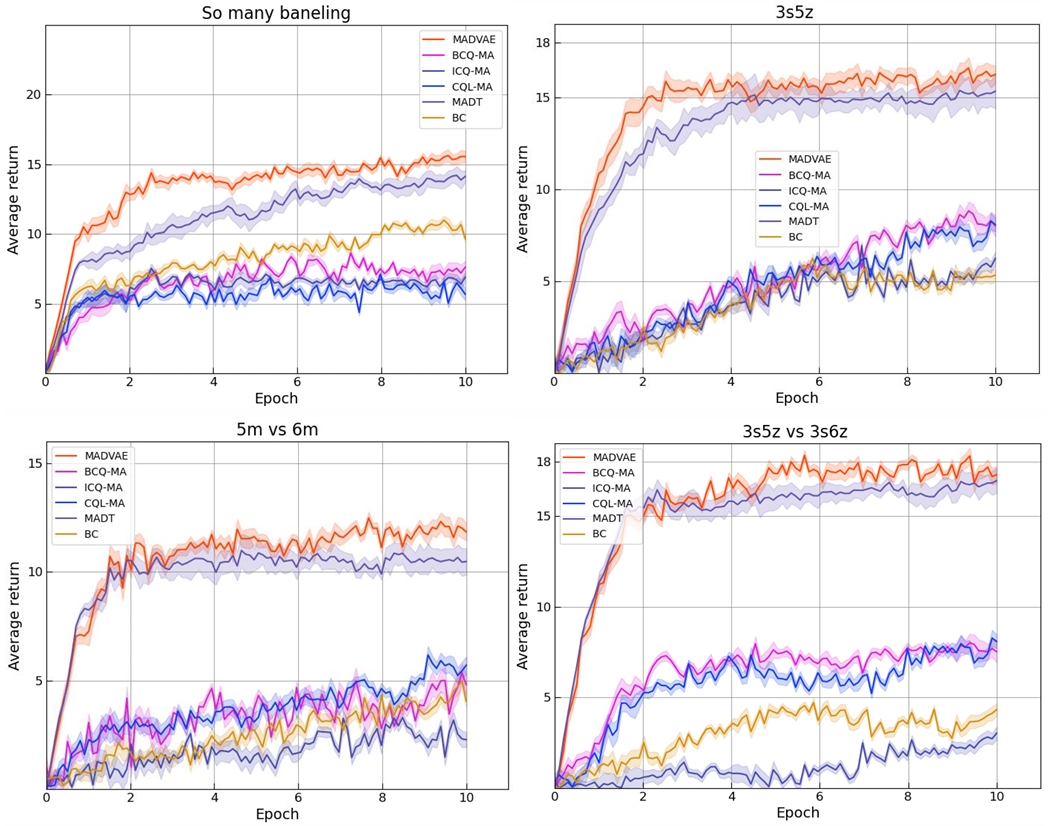 So many baneling
Average return
20
15
10
5
0 2 4 6 8 10
Epoch
MADVAE
BCQ-MA
ICQ-MA
CQL-MA
MADT
BC
3s5z
Average return
18
15
10
5
0 2 4 6 8 10
Epoch
MADVAE
BCQ-MA
ICQ-MA
CQL-MA
MADT
BC
5m vs 6m
Average return
15
10
5
0 2 4 6 8 10
Epoch
MADVAE
BCQ-MA
ICQ-MA
CQL-MA
MADT
BC
3s5z vs 3s6z
Average return
18
15
10
5
0 2 4 6 8 10
Epoch
MADVAE
BCQ-MA
ICQ-MA
CQL-MA
MADT
BC